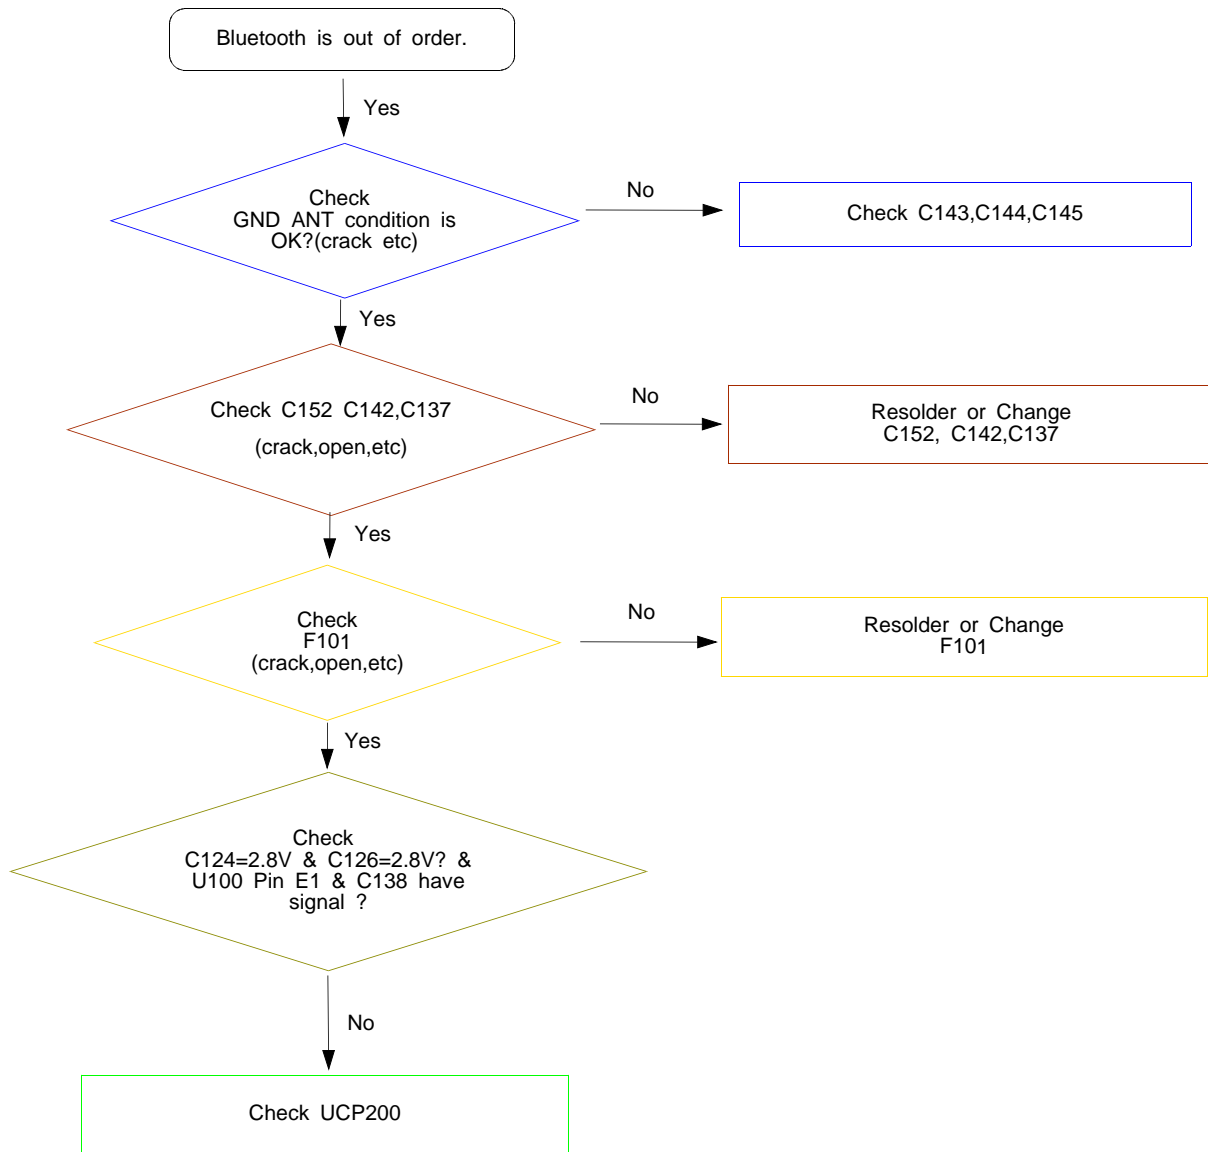 Bluetooth is out of order.
Yes
Check
GND ANT condition is
OK?(crack etc)
No
Check C143,C144,C145
Yes
Check C152 C142,C137
(crack,open,etc)
No
Resolder or Change
C152, C142,C137
Yes
Check
F101
(crack,open,etc)
No
Resolder or Change
F101
Yes
Check
C124=2.8V & C126=2.8V? &
U100 Pin E1 & C138 have
signal ?
No
Check UCP200